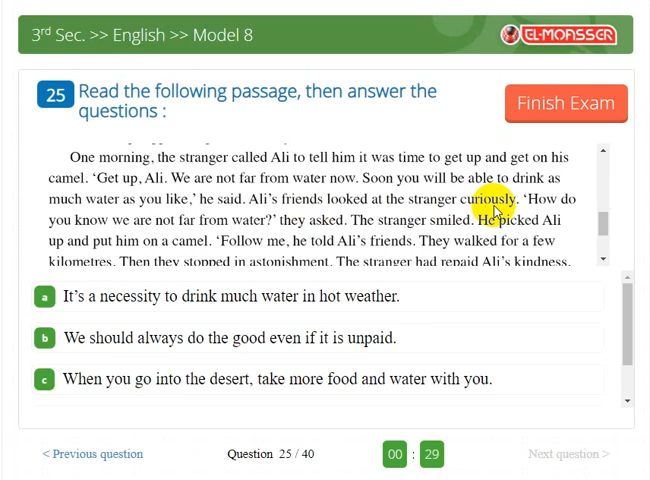 3rd Sec. >> English >> Model 8
EL-MOASSER
25 Read the following passage, then answer the
questions :
Finish Exam
One morning, the stranger called Ali to tell him it was time to get up and get on his
camel. ‘Get up, Ali. We are not far from water now. Soon you will be able to drink as
much water as you like,’ he said. Ali’s friends looked at the stranger curiously. ‘How do
you know we are not far from water?’ they asked. The stranger smiled. He picked Ali
up and put him on a camel. ‘Follow me, he told Ali’s friends. They walked for a few
kilometres. Then they stopped in astonishment. The stranger had repaid Ali’s kindness.
a It’s a necessity to drink much water in hot weather.
b We should always do the good even if it is unpaid.
c When you go into the desert, take more food and water with you.
< Previous question
Question 25 / 40
00 : 29
Next question >